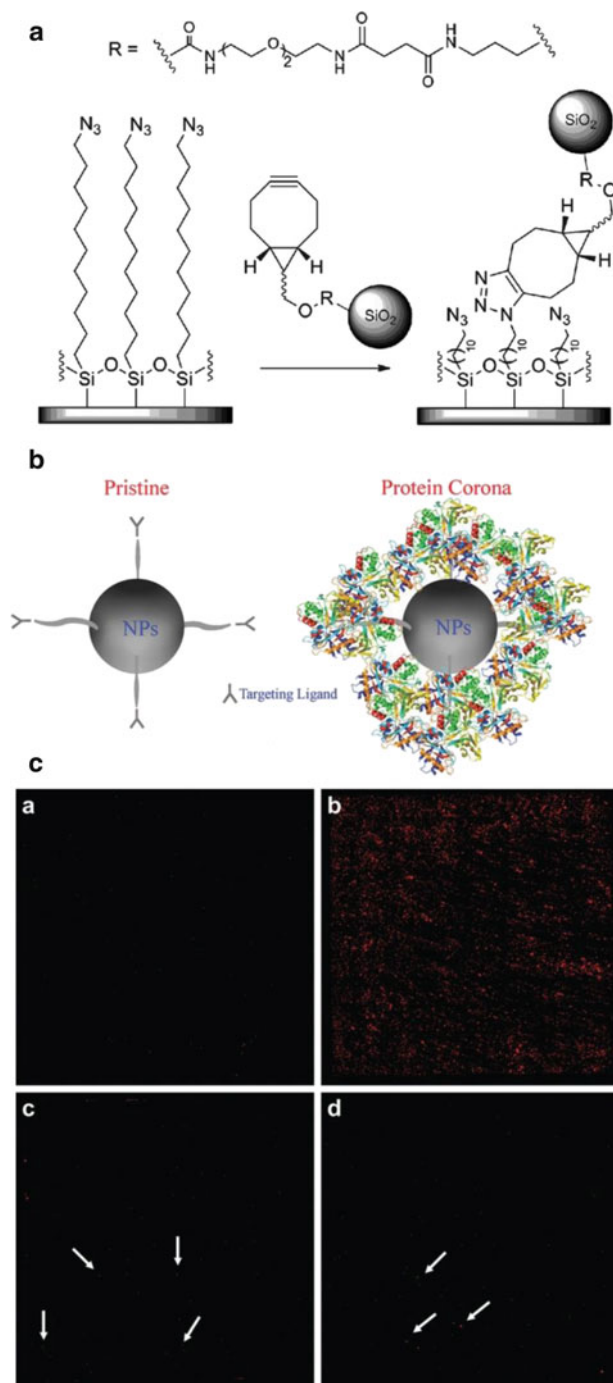 a
R =
O
N
H
O
2
H
N
O
O
H
N
N3 N3 N3
SiO2
R
O
H
H
H H
O R
SiO2
N
N
N
N3
N3
10 10 10
Si O Si O Si
Si O Si O Si
b
Pristine
Protein Corona
NPs
NPs
Targeting Ligand
c
a
b
c
d